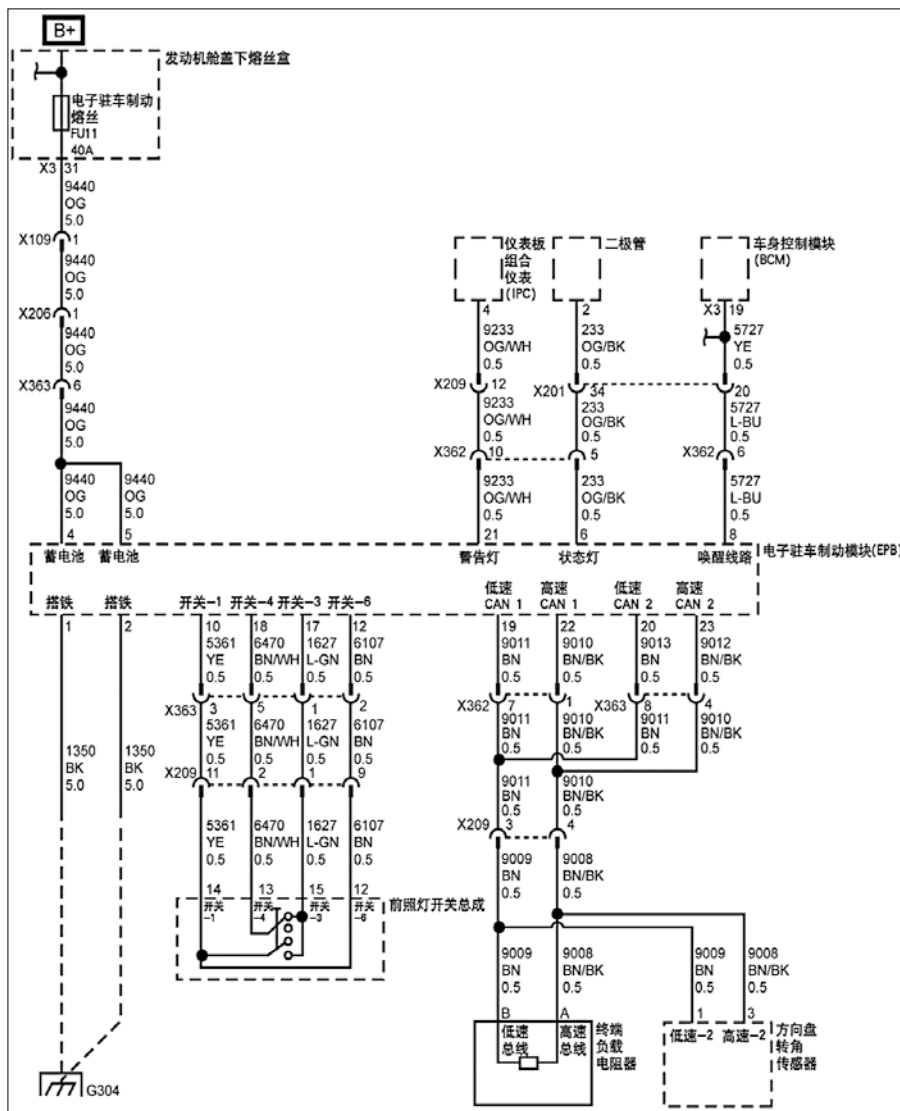 B+
发动机舱盖下熔丝盒
电子驻车制动
熔丝
FU11
40A
X3 31
9440
OG
5.0
X109 1
9440
OG
5.0
X206 1
9440
OG
5.0
X363 6
9440
OG
5.0
9440
OG
5.0
4
9440
OG
5.0
5
仪表板
组合
仪表
(IPC)
4
9233
OG/WH
0.5
X209 12
9233
OG/WH
0.5
X362 10
9233
OG/WH
0.5
21
二极管
2
233
OG/BK
0.5
X201 34
233
OG/BK
0.5
5
233
OG/BK
0.5
6
车身控制模块
(BCM)
X3 19
5727
YE
0.5
20
5727
L-BU
0.5
X362 6
5727
L-BU
0.5
8
蓄电池 蓄电池 警告灯 状态灯 唤醒线路
电子驻车制动模块(EPB)
搭铁 搭铁 开关-1 开关-4 开关-3 开关-6
低速 高速 低速 高速
CAN 1 CAN 1 CAN 2 CAN 2
1 2 10 18 17 12 19 22 20 23
1350
BK
5.0
1350
BK
5.0
G304
5361 6470 1627 6107
YE BN/WH L-GN BN
0.5 0.5 0.5 0.5
X363 3 5 1 2
5361 6470 1627 6107
YE BN/WH L-GN BN
0.5 0.5 0.5 0.5
X209 11 2 1 9
5361 6470 1627 6107
YE BN/WH L-GN BN
0.5 0.5 0.5 0.5
14 13 15 12
开关 开关 开关 开关
-1 -4 -3 -6
前照灯开关总成
9011 9010 9013 9012
BN BN/BK BN BN/BK
0.5 0.5 0.5 0.5
X362 7 1 X363 8 4
9011 9010 9011 9010
BN BN/BK BN BN/BK
0.5 0.5 0.5 0.5
9011 9010
BN BN/BK
0.5 0.5
X209 3 4
9009 9008
BN BN/BK
0.5 0.5
9009 9008 9009 9008
BN BN/BK BN BN/BK
0.5 0.5 0.5 0.5
B A 1 3
低速 高速
总线 总线
终端
负载
电阻器
低速-2 高速-2
方向盘
转角
传感器